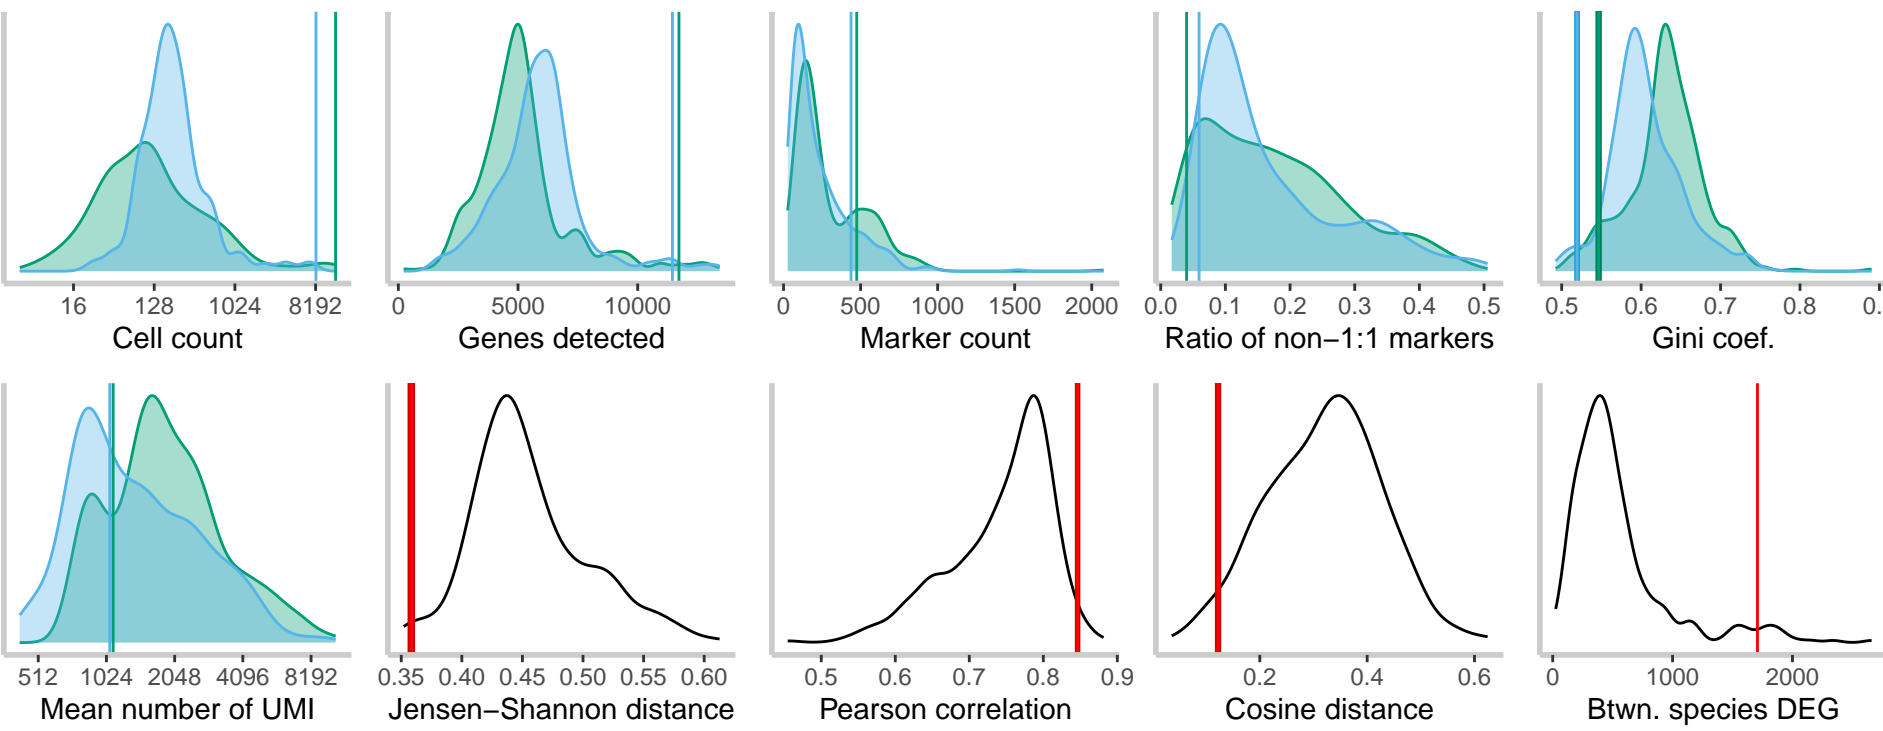 16 128 1024 8192
Cell count
0 5000 10000
Genes detected
0 500 1000 1500 2000
Marker count
0.0 0.1 0.2 0.3 0.4 0.5
Ratio of non−1:1 markers
0.5 0.6 0.7 0.8 0.
Gini coef.
512 1024 2048 4096 8192
Mean number of UMI
0.35 0.40 0.45 0.50 0.55 0.60
Jensen−Shannon distance
0.5 0.6 0.7 0.8 0.9
Pearson correlation
0.2 0.4 0.6
Cosine distance
0 1000 2000
Btwn. species DEG